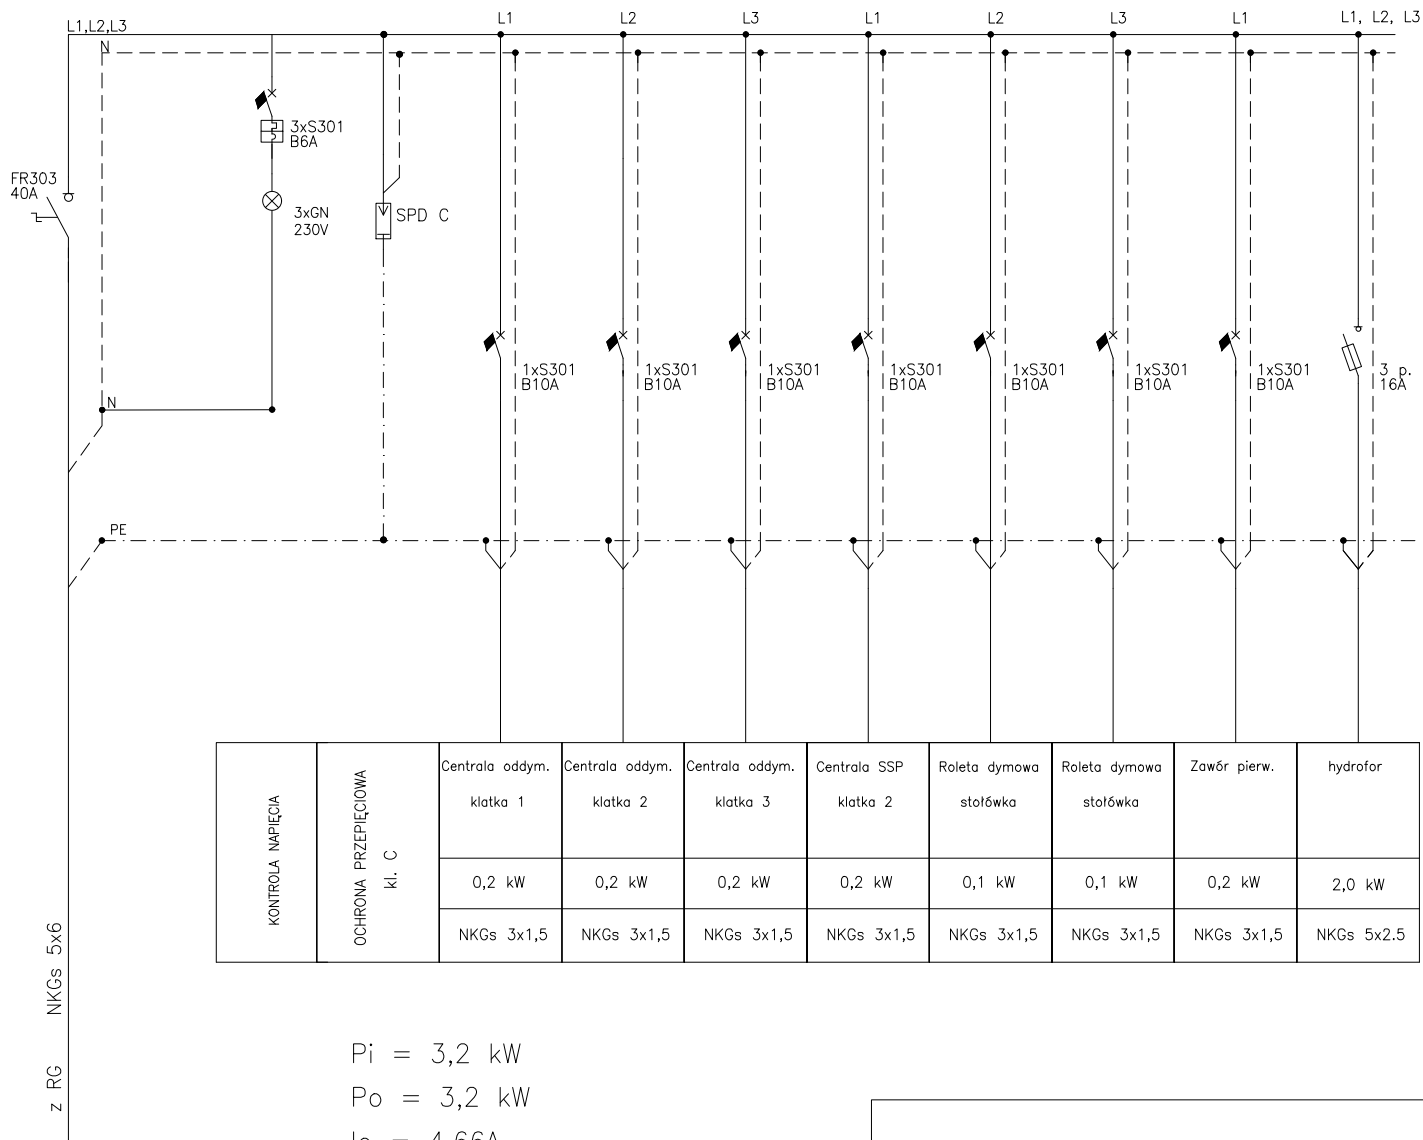 L1,L2,L3
L1
L2
L3
L1
L2
L3
L1
L1, L2, L3
N
3xS301
B6A
FR303
40A
3xGN
230V
SPD C
1xS301
B10A
1xS301
B10A
1xS301
B10A
1xS301
B10A
1xS301
B10A
1xS301
B10A
1xS301
B10A
3 p.
16A
N
PE
KONTROLA NAPIĘCIA
OCHRONA PRZEPIĘCIOWA
kl. C
Centrala oddym.
klatka 1
0,2 kW
NKGs 3x1,5
Centrala oddym.
klatka 2
0,2 kW
NKGs 3x1,5
Centrala oddym.
klatka 3
0,2 kW
NKGs 3x1,5
Centrala SSP
klatka 2
0,2 kW
NKGs 3x1,5
Roleta dymowa
stołówka
0,1 kW
NKGs 3x1,5
Roleta dymowa
stołówka
0,1 kW
NKGs 3x1,5
Zawór pierw.
0,2 kW
NKGs 3x1,5
hydrofor
2,0 kW
NKGs 5x2.5
z RG NKGs 5x6
Pi = 3,2 kW
Po = 3,2 kW
= 4,66A